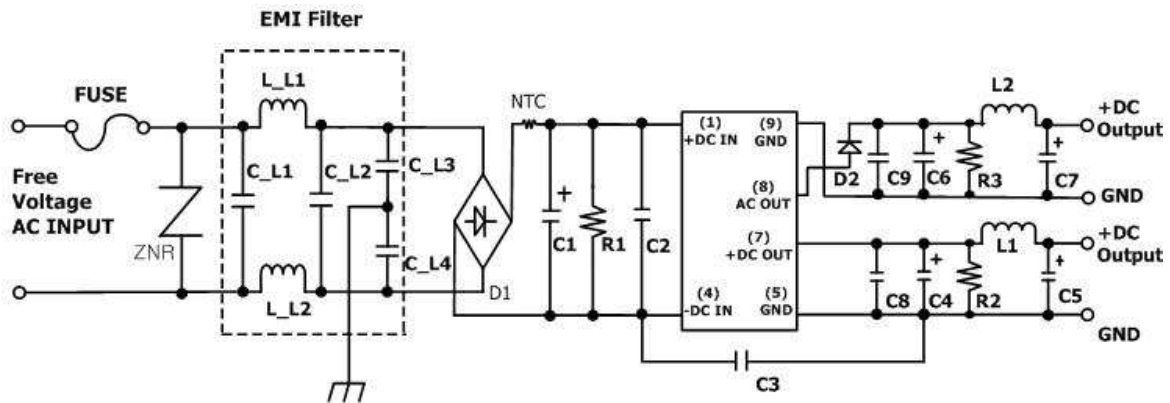 EMI Filter
FUSE
L_L1
NTC
L2
+DC
Output
(1)
+DC IN
(9)
GND
C_L1
C_L2
C_L3
+
D2
C9
+
C6
R3
+
C7
Free
Voltage
AC INPUT
(8)
AC OUT
GND
ZNR
+
C1
R1
C2
(7)
+DC OUT
L1
+DC
Output
C_L4
D1
L_L2
(4)
-DC IN
(5)
GND
C8
+
C4
R2
+
C5
GND
C3